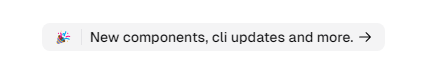 🎉 New components, cli updates and more. →